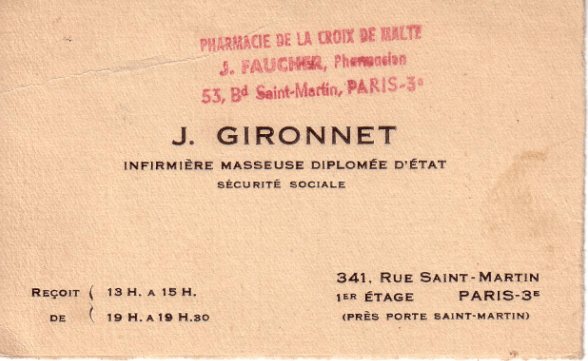 PHARMACIE DE LA CROIX DE MALTE
J. FAUCHER, Pharmacien
53, Bd Saint-Martin, PARIS-3e
J. GIRONNET
INFIRMIÈRE MASSEUSE DIPLOMÉE D'ÉTAT
SÉCURITÉ SOCIALE
REÇOIT ( 13 H. A 15 H.
DE ( 19 H. A 19 H.30
341, RUE SAINT-MARTIN
1ER ÉTAGE PARIS-3E
(PRÈS PORTE SAINT-MARTIN)